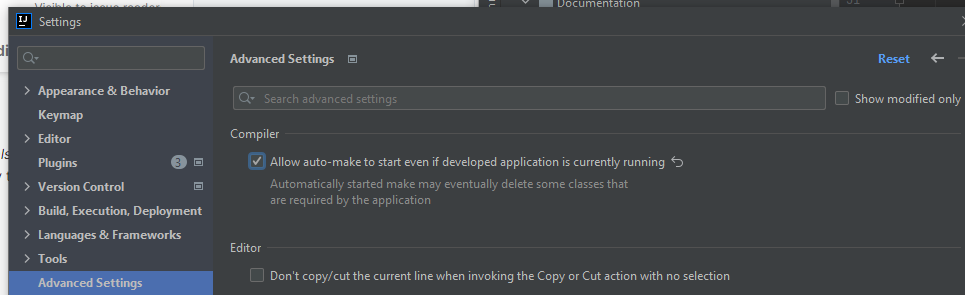 Visible to issue reader
Documentation
IJ Settings
di
Advanced Settings
Reset
Search advanced settings
Show modified only
Appearance & Behavior
Keymap
Editor
Plugins 3
Version Control
Build, Execution, Deployment
Languages & Frameworks
Tools
Advanced Settings
Compiler
Allow auto-make to start even if developed application is currently running
Automatically started make may eventually delete some classes that
are required by the application
Editor
Don't copy/cut the current line when invoking the Copy or Cut action with no selection